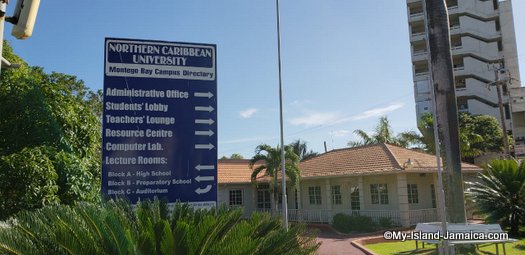 NORTHERN CARIBBEAN
UNIVERSITY
Montego Bay Campus Directory
Administrative Office
Students' Lobby
Teachers' Lounge
Resource Centre
Computer Lab.
Lecture Rooms:
Block A - High School
Block B - Preparatory School
Block C - Auditorium
©My-Island-Jamaica.com